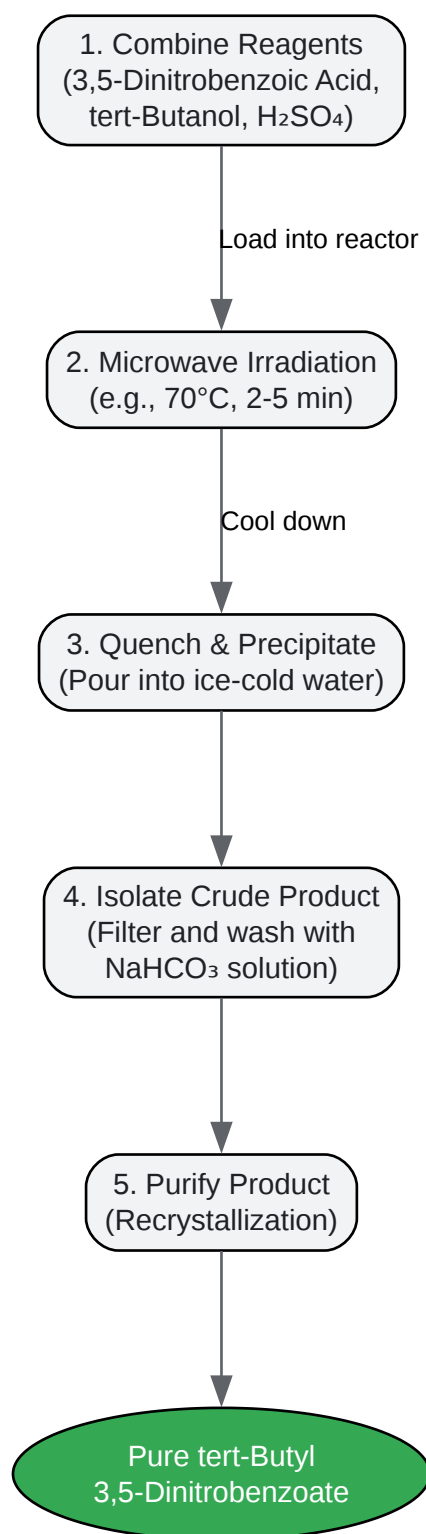 1. Combine Reagents
(3,5-Dinitrobenzoic Acid,
tert-Butanol, H₂SO₄)
Load into reactor
2. Microwave Irradiation
(e.g., 70°C, 2-5 min)
Cool down
3. Quench & Precipitate
(Pour into ice-cold water)
4. Isolate Crude Product
(Filter and wash with
NaHCO₃ solution)
5. Purify Product
(Recrystallization)
Pure tert-Butyl
3,5-Dinitrobenzoate